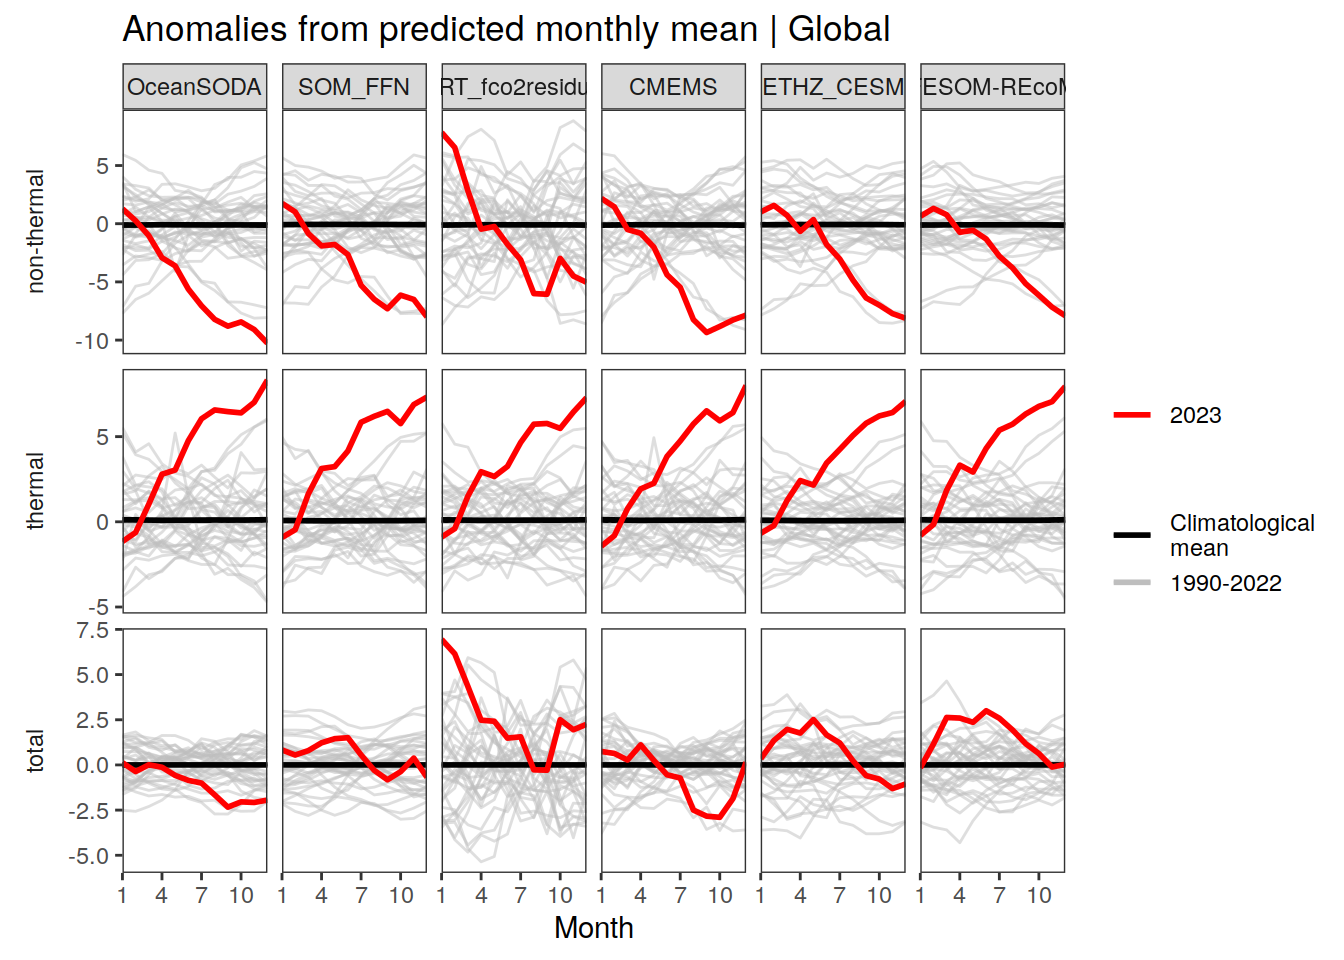 Anomalies from predicted monthly mean | Global
OceanSODA SOM_FFN RT_fco2residu CMEMS ETHZ_CESM ESOM-REcoM
non-thermal
5
0
-5
-10
thermal
5
0
-5
total
7.5
5.0
2.5
0.0
-2.5
-5.0
1 4 7 10 1 4 7 10 1 4 7 10 1 4 7 10 1 4 7 10 1 4 7 10
Month
2023
Climatological
mean
1990-2022